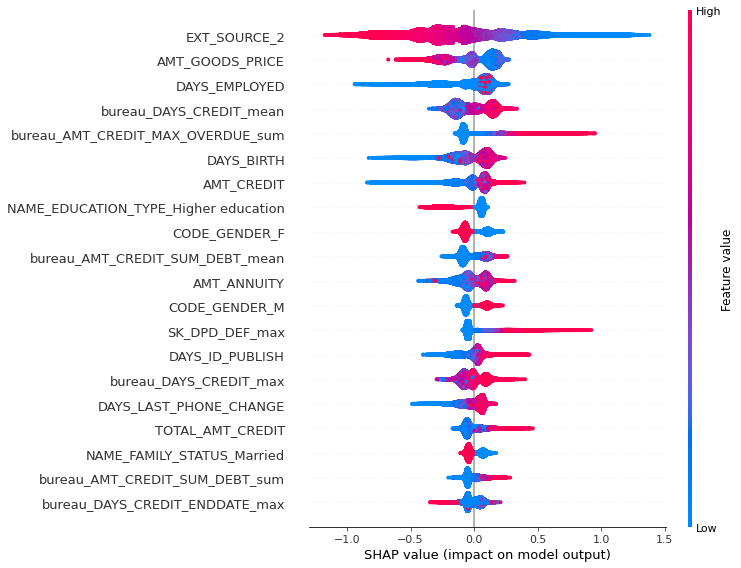 High
EXT_SOURCE_2
AMT_GOODS_PRICE
DAYS_EMPLOYED
bureau_DAYS_CREDIT_mean
bureau_AMT_CREDIT_MAX_OVERDUE_sum
DAYS_BIRTH
AMT_CREDIT
NAME_EDUCATION_TYPE_Higher education
CODE_GENDER_F
bureau_AMT_CREDIT_SUM_DEBT_mean
AMT_ANNUITY
CODE_GENDER_M
SK_DPD_DEF_max
DAYS_ID_PUBLISH
bureau_DAYS_CREDIT_max
DAYS_LAST_PHONE_CHANGE
TOTAL_AMT_CREDIT
NAME_FAMILY_STATUS_Married
bureau_AMT_CREDIT_SUM_DEBT_sum
bureau_DAYS_CREDIT_ENDDATE_max
Feature value
Low
−1.0 −0.5 0.0 0.5 1.0 1.5
SHAP value (impact on model output)